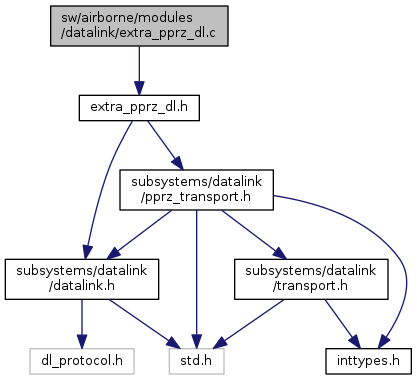 sw/airborne/modules
/datalink/extra_pprz_dl.c
extra_pprz_dl.h
subsystems/datalink
/pprz_transport.h
subsystems/datalink
/datalink.h
subsystems/datalink
/transport.h
dl_protocol.h
std.h
inttypes.h